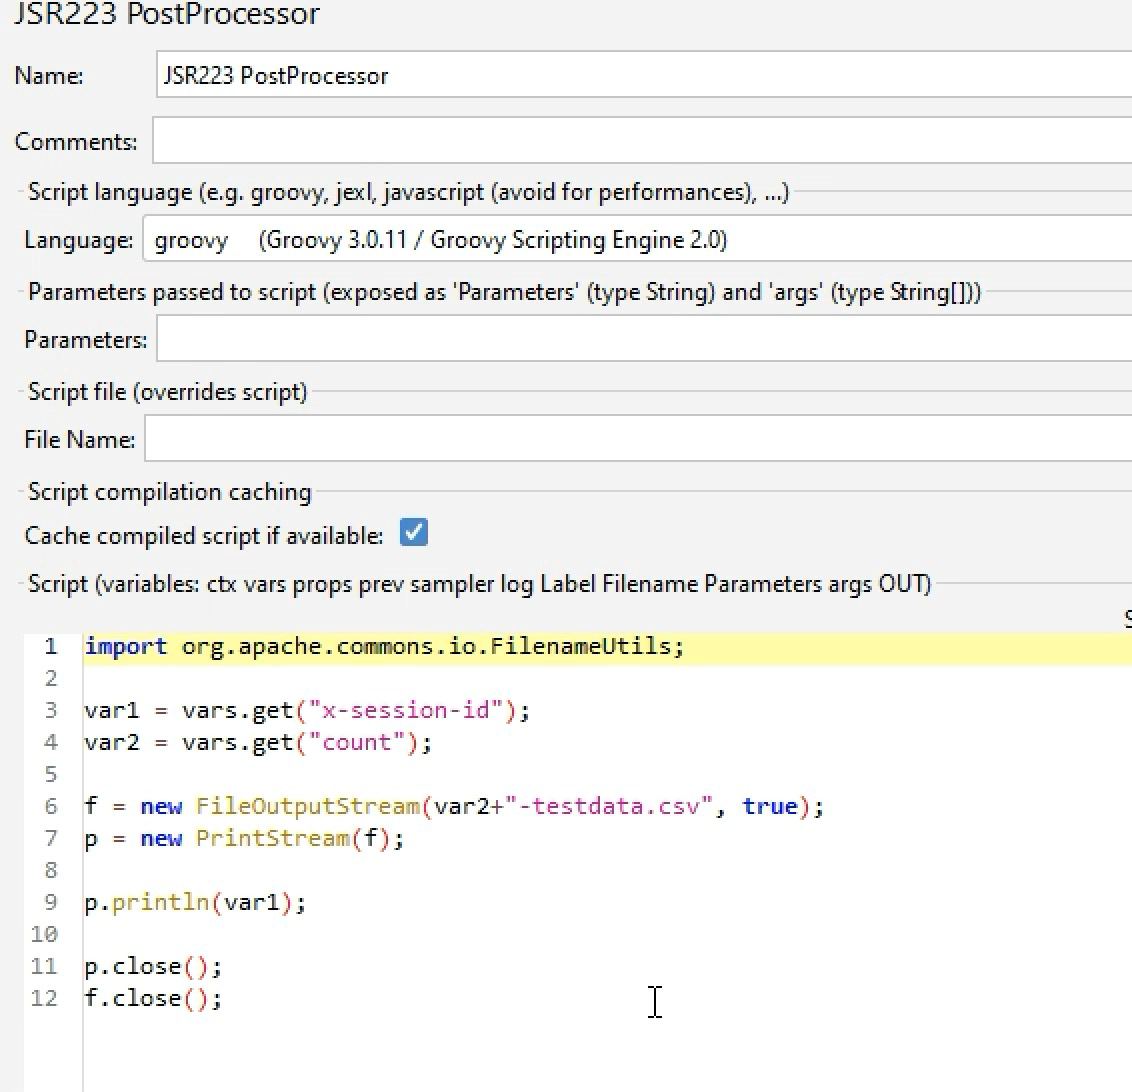 JSR223 PostProcessor
Name: JSR223 PostProcessor
Comments:
Script language (e.g. groovy, jexl, javascript (avoid for performances), ...)
Language: groovy (Groovy 3.0.11 / Groovy Scripting Engine 2.0)
Parameters passed to script (exposed as 'Parameters' (type String) and 'args' (type String[]))
Parameters:
Script file (overrides script)
File Name:
Script compilation caching
Cache compiled script if available:
Script (variables: ctx vars props prev sampler log Label Filename Parameters args OUT)
1 import org.apache.commons.io.FilenameUtils;
2
3 var1 = vars.get("x-session-id");
4 var2 = vars.get("count");
5
6 f = new FileOutputStream(var2+"-testdata.csv", true);
7 p = new PrintStream(f);
8
9 p.println(var1);
10
11 p.close();
12 f.close();